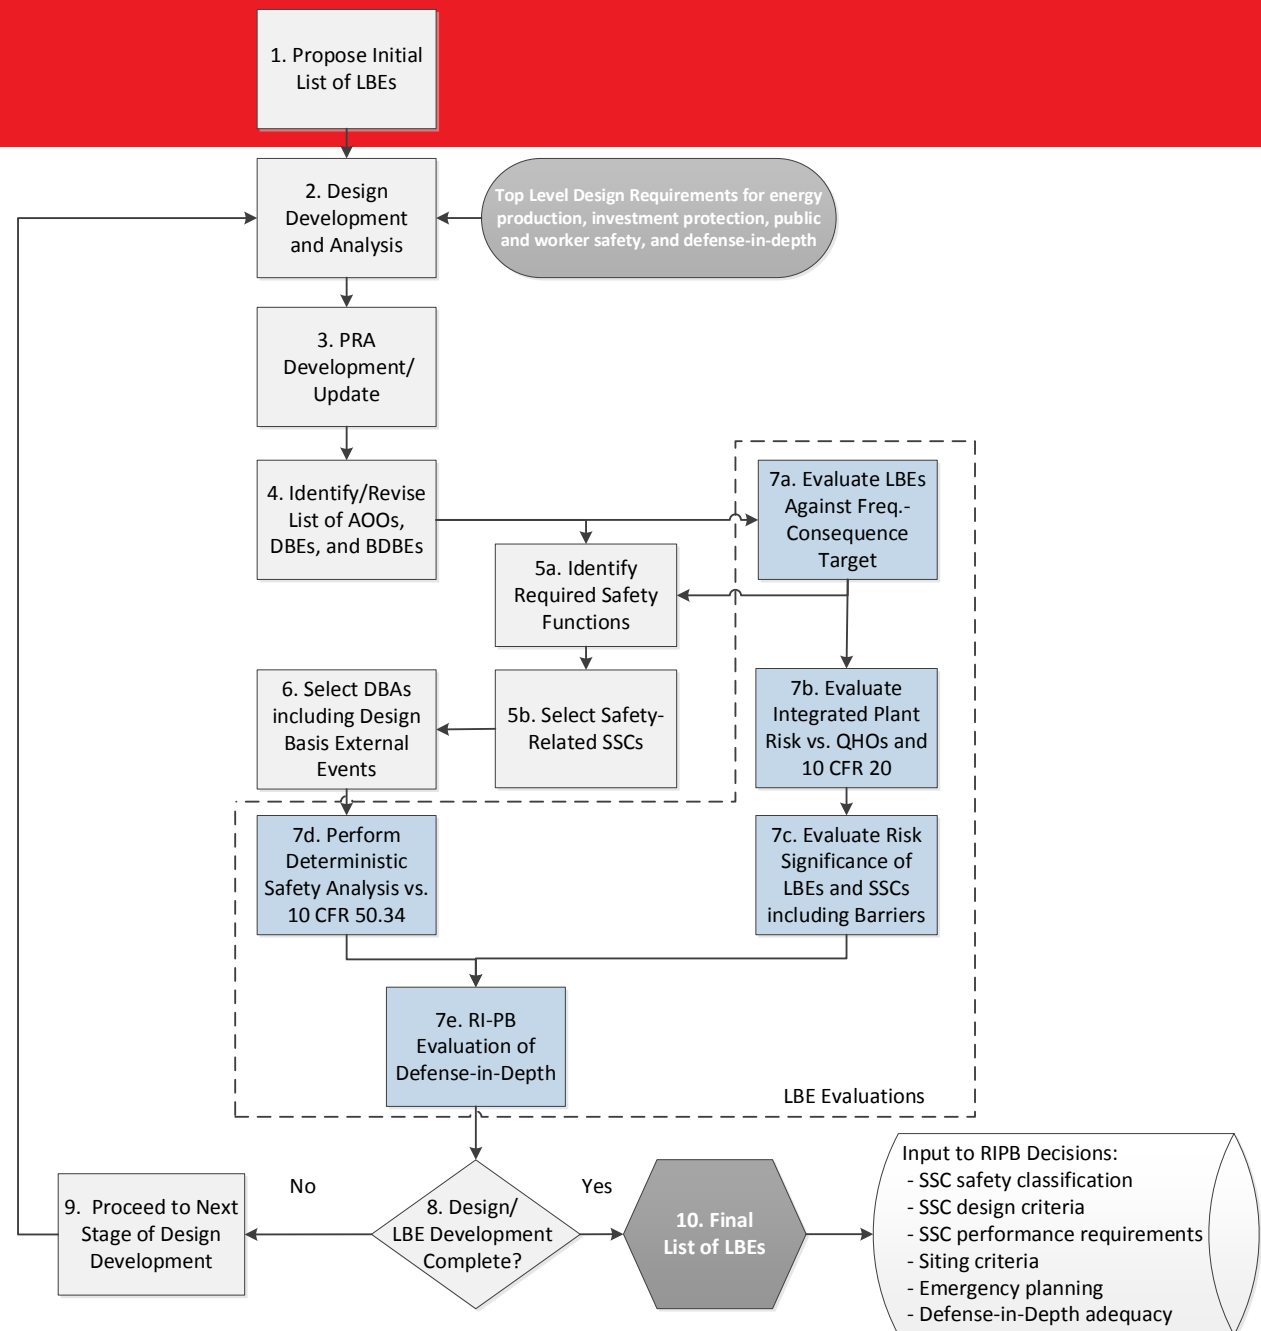 1. Propose Initial
List of LBEs
2. Design
Development
and Analysis
Top Level Design Requirements for energy
production, investment protection, public
and worker safety, and defense-in-depth
3. PRA
Development/
Update
4. Identify/Revise
List of AOOs,
DBEs, and BDBEs
7a. Evaluate LBEs
Against Freq.-
Consequence
Target
5a. Identify
Required Safety
Functions
6. Select DBAs
including Design
Basis External
Events
5b. Select Safety-
Related SSCs
7b. Evaluate
Integrated Plant
Risk vs. QHOs and
10 CFR 20
7d. Perform
Deterministic
Safety Analysis vs.
10 CFR 50.34
7c. Evaluate Risk
Significance of
LBEs and SSCs
including Barriers
7e. RI-PB
Evaluation of
Defense-in-Depth
LBE Evaluations
9. Proceed to Next
Stage of Design
Development
No
8. Design/
LBE Development
Complete?
Yes
10. Final
List of LBEs
Input to RIPB Decisions:
- SSC safety classification
- SSC design criteria
- SSC performance requirements
- Siting criteria
- Emergency planning
- Defense-in-Depth adequacy